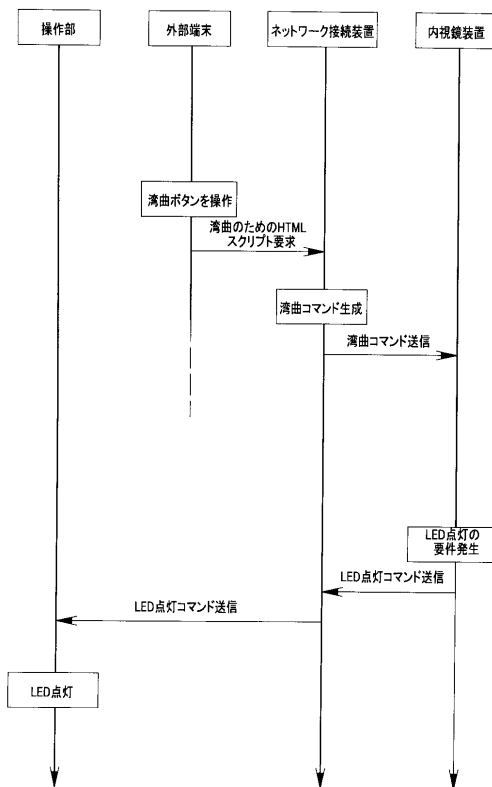 操作部
外部端末
ネットワーク接続装置
内視鏡装置
湾曲ボタンを操作
湾曲のためのHTML
スクリプト要求
湾曲コマンド生成
湾曲コマンド送信
LED点灯の
要件発生
LED点灯コマンド送信
LED点灯コマンド送信
LED点灯